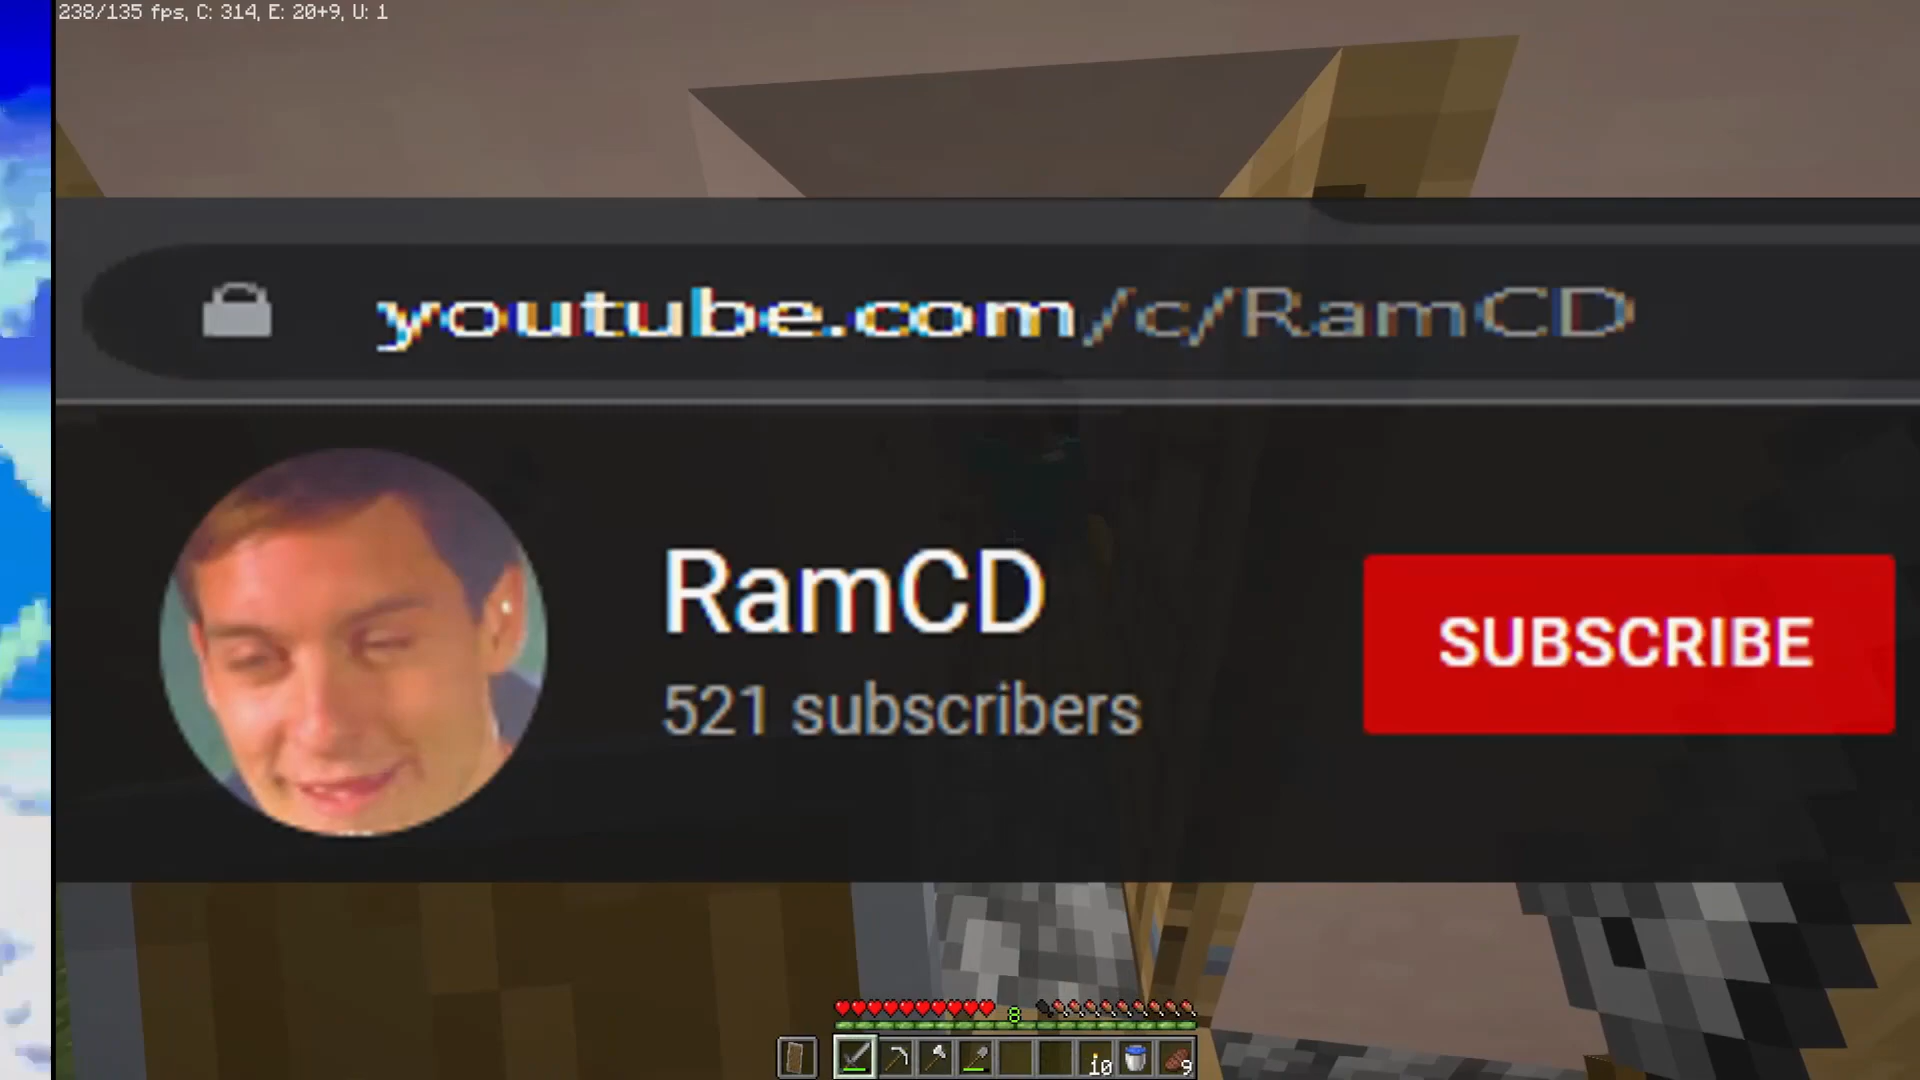 238/135 fps, C: 314, E: 20+9, U: 1
youtube.com/c/RamCD
RamCD
521 subscribers
SUBSCRIBE
8
10
9